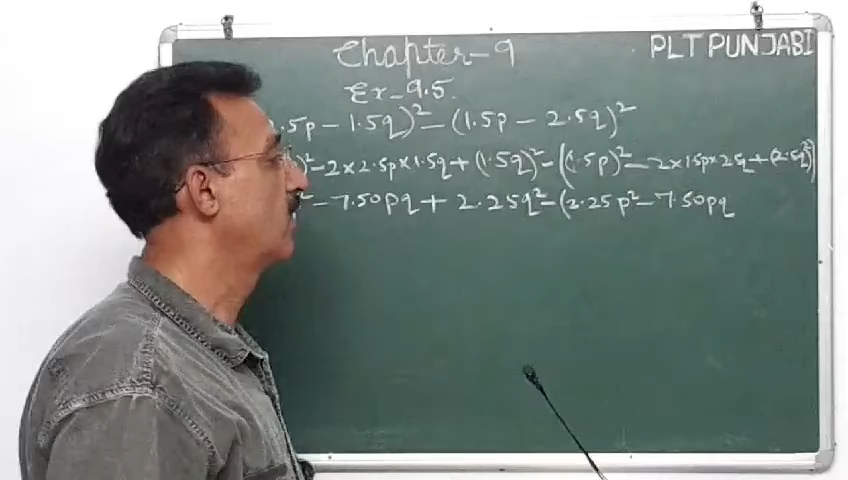 Chapter-9
PLT PUNJABI
Ex-9.5.
.5p - 1.5q)² - (1.5p - 2.5q)²
)² - 2×2.5p×1.5q + (1.5q)² - ((1.5p)² - 2×1.5p×2.5q + (2.5q)²)
² - 7.50pq + 2.25q² - (2.25p² - 7.50pq